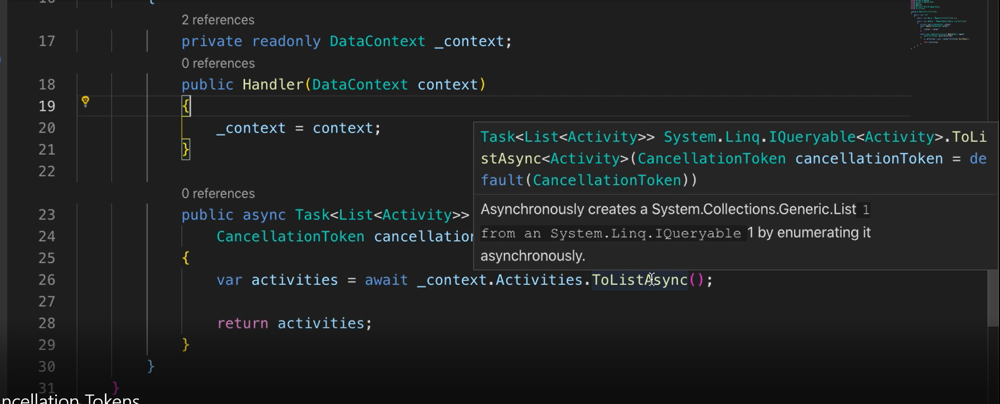 16 {
2 references
17 private readonly DataContext _context;
0 references
18 public Handler(DataContext context)
19 {
20 _context = context;
21 }
22
0 references
23 public async Task<List<Activity>>
24 CancellationToken cancellation
25 {
26 var activities = await _context.Activities.ToListAsync();
27
28 return activities;
29 }
30 }
31 }
Task<List<Activity>> System.Linq.IQueryable<Activity>.ToLi
stAsync<Activity>(CancellationToken cancellationToken = de
fault(CancellationToken))
Asynchronously creates a System.Collections.Generic.List 1
from an System.Linq.IQueryable 1 by enumerating it
asynchronously.
ncellation Tokens